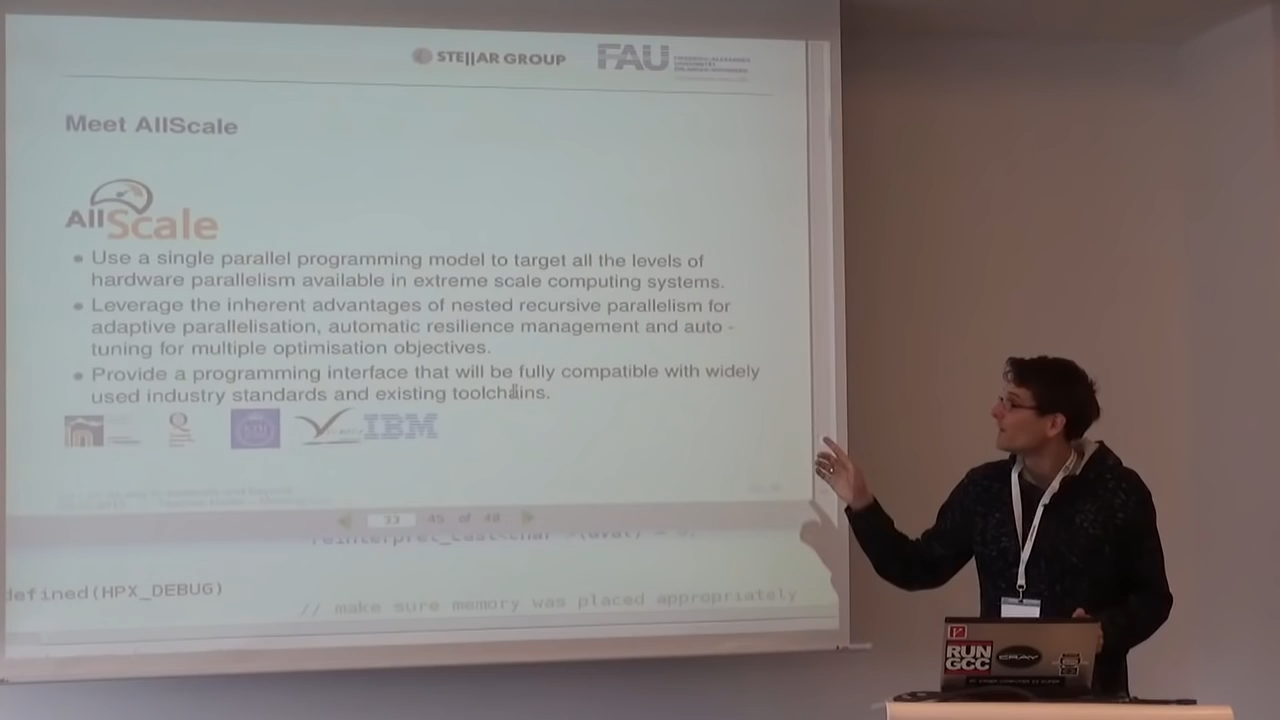 STE||AR GROUP
FAU
Meet AllScale
AllScale
Use a single parallel programming model to target all the levels of
hardware parallelism available in extreme scale computing systems.
Leverage the inherent advantages of nested recursive parallelism for
adaptive parallelisation, automatic resilience management and auto -
tuning for multiple optimisation objectives.
Provide a programming interface that will be fully compatible with widely
used industry standards and existing toolchains.
IBM
33 45 of 48
defined(HPX_DEBUG)
// make sure memory was placed appropriately
RUN
GCC
CRAY